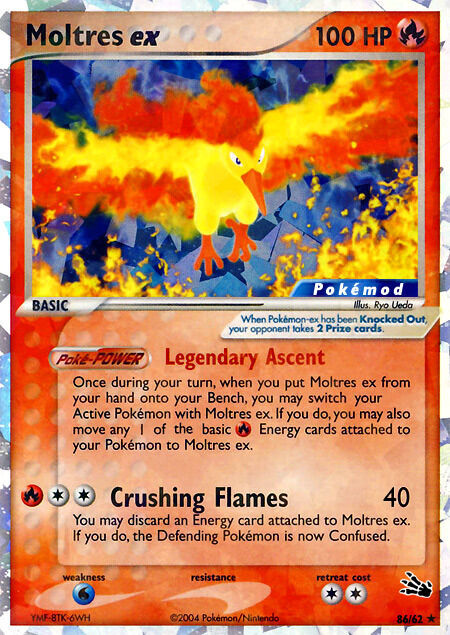 Moltres ex 100 HP
Pokémod
BASIC
Illus. Ryo Ueda
When Pokémon-ex has been Knocked Out,
your opponent takes 2 Prize cards.
Poké-POWER Legendary Ascent
Once during your turn, when you put Moltres ex from
your hand onto your Bench, you may switch your
Active Pokémon with Moltres ex. If you do, you may also
move any 1 of the basic Energy cards attached to
your Pokémon to Moltres ex.
Crushing Flames 40
You may discard an Energy card attached to Moltres ex.
If you do, the Defending Pokémon is now Confused.
weakness resistance retreat cost
YMF-8TK-6WH ©2004 Pokémon/Nintendo 86/62 ★